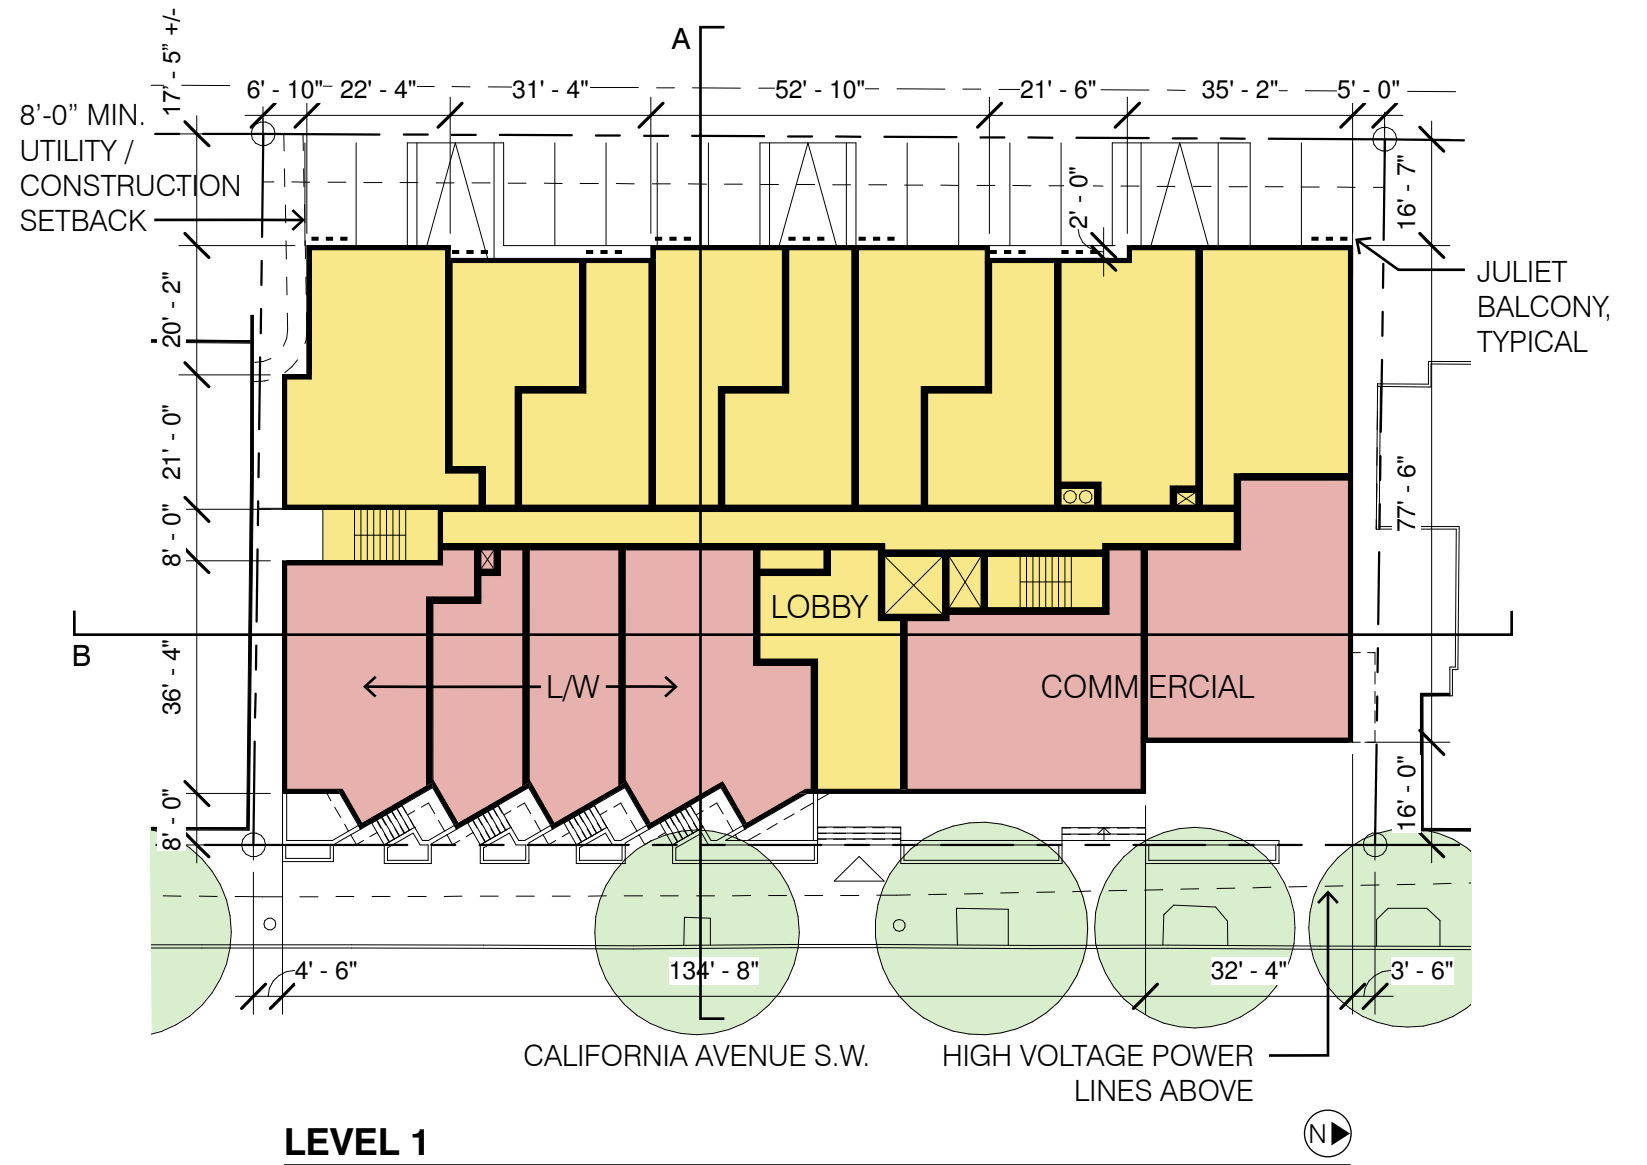 A
17' - 5" +/-
6' - 10" 22' - 4" 31' - 4" 52' - 10" 21' - 6" 35' - 2" 5' - 0"
8'-0” MIN.
UTILITY /
CONSTRUCTION
SETBACK
2' - 0"
16' - 7"
JULIET
BALCONY,
TYPICAL
20' - 2"
21' - 0"
77' - 6"
8' - 0"
LOBBY
B
36' - 4"
L/W
COMMERCIAL
8' - 0"
16' - 0"
4' - 6" 134' - 8" 32' - 4" 3' - 6"
CALIFORNIA AVENUE S.W.
HIGH VOLTAGE POWER
LINES ABOVE
LEVEL 1
N